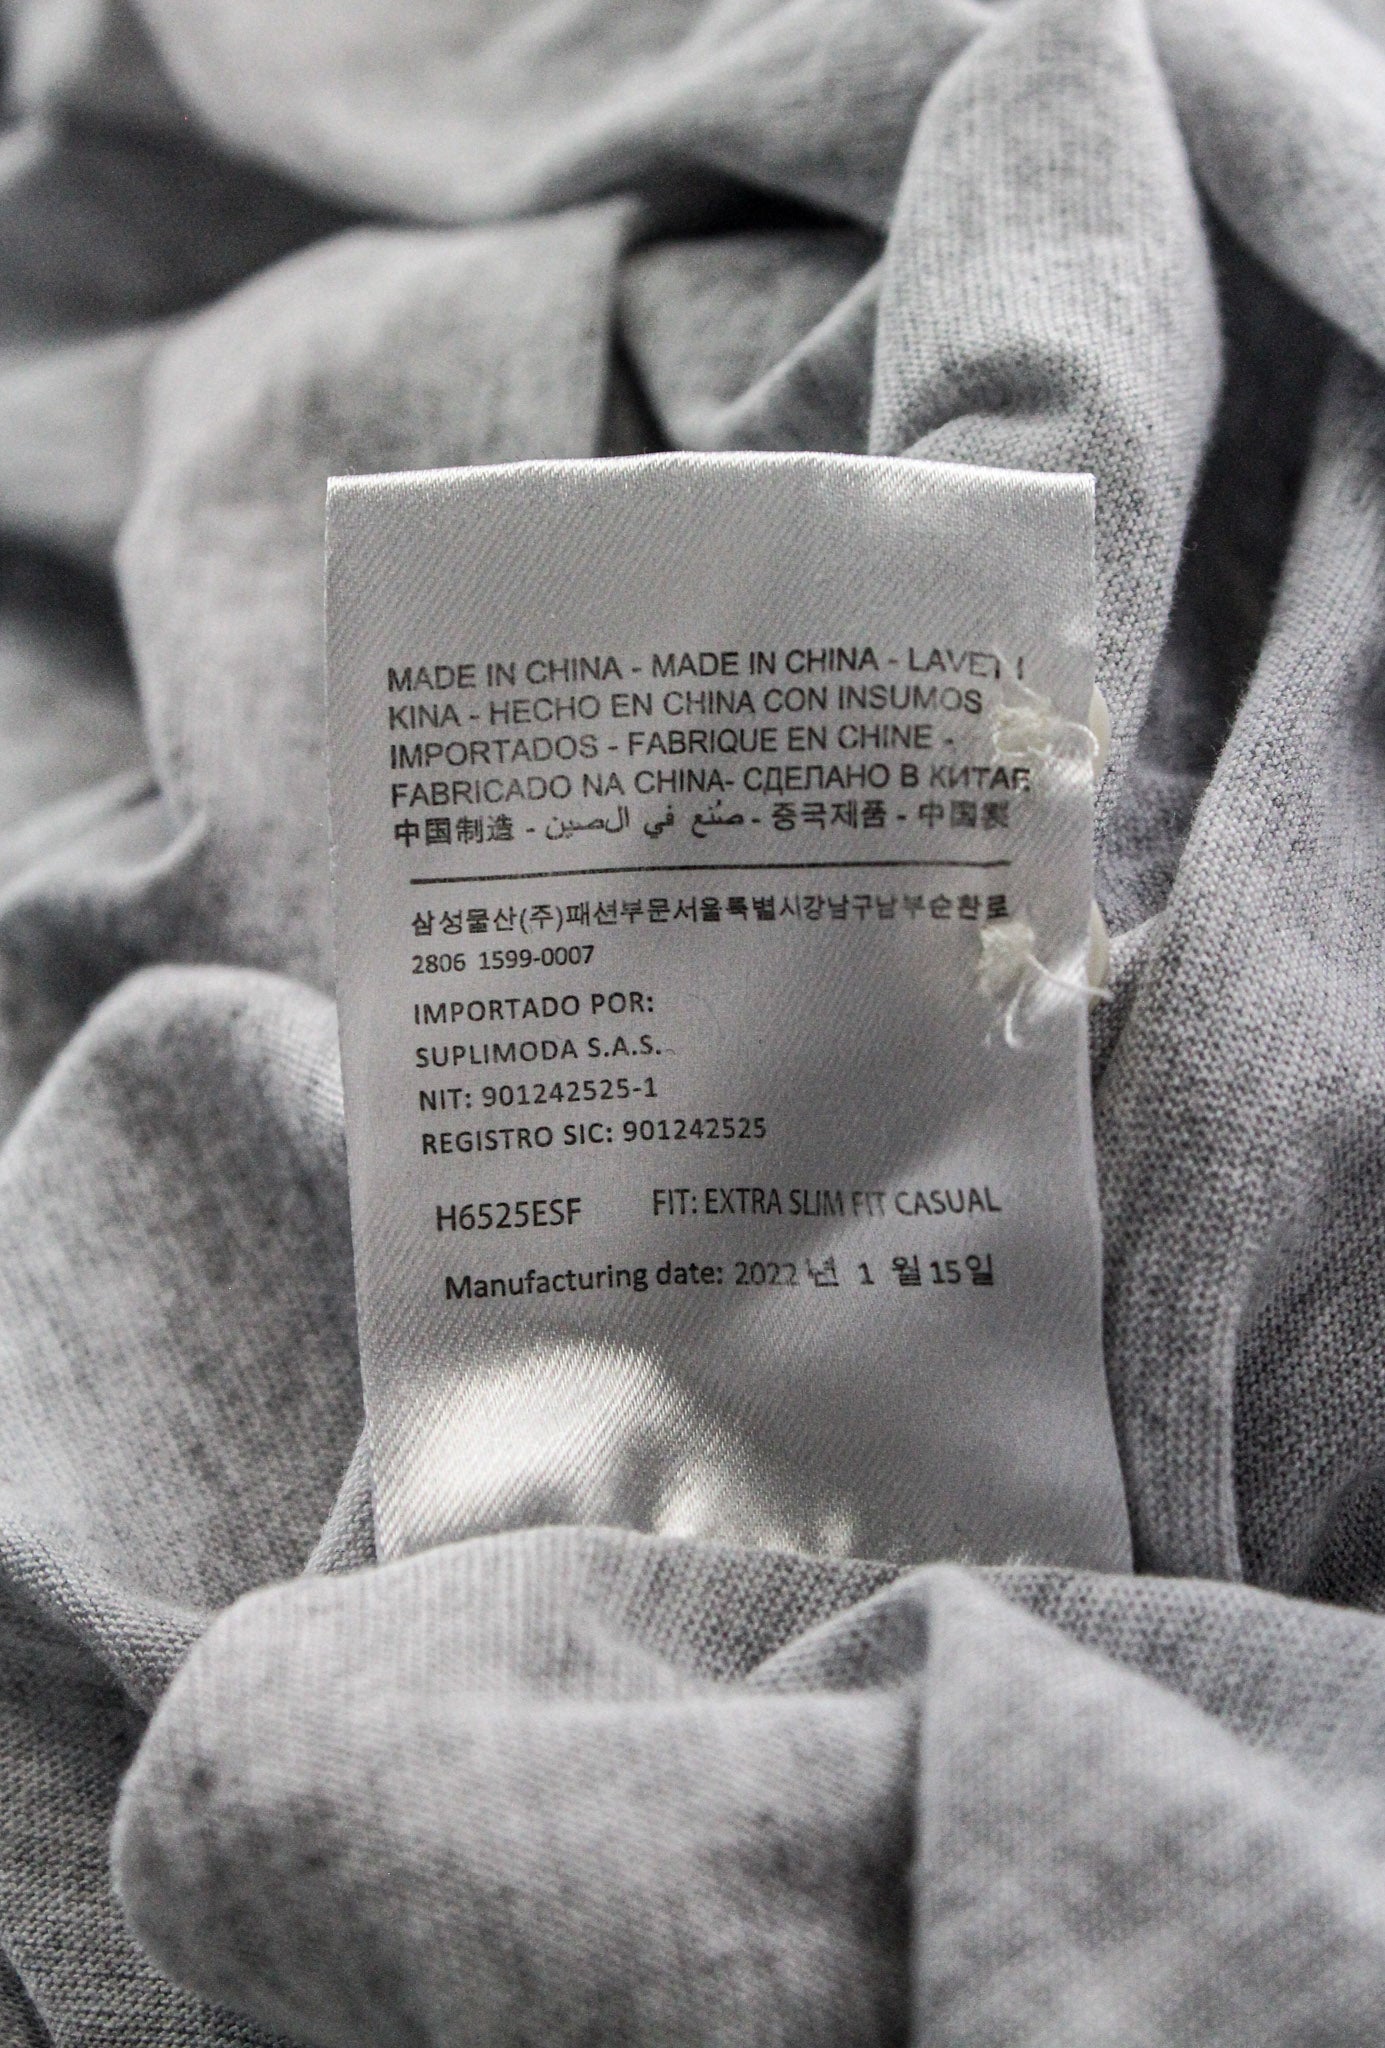 MADE IN CHINA - MADE IN CHINA - LAVET I
KINA - HECHO EN CHINA CON INSUMOS
IMPORTADOS - FABRIQUE EN CHINE -
FABRICADO NA CHINA- СДЕЛАНО В КИТАЕ
中国制造 - صُنع في الصين - 중국제품 - 中国製
삼성물산(주)패션부문서울특별시강남구남부순환로
2806 1599-0007
IMPORTADO POR:
SUPLIMODA S.A.S.
NIT: 901242525-1
REGISTRO SIC: 901242525
H6525ESF FIT: EXTRA SLIM FIT CASUAL
Manufacturing date: 2022 년 1 월 15일